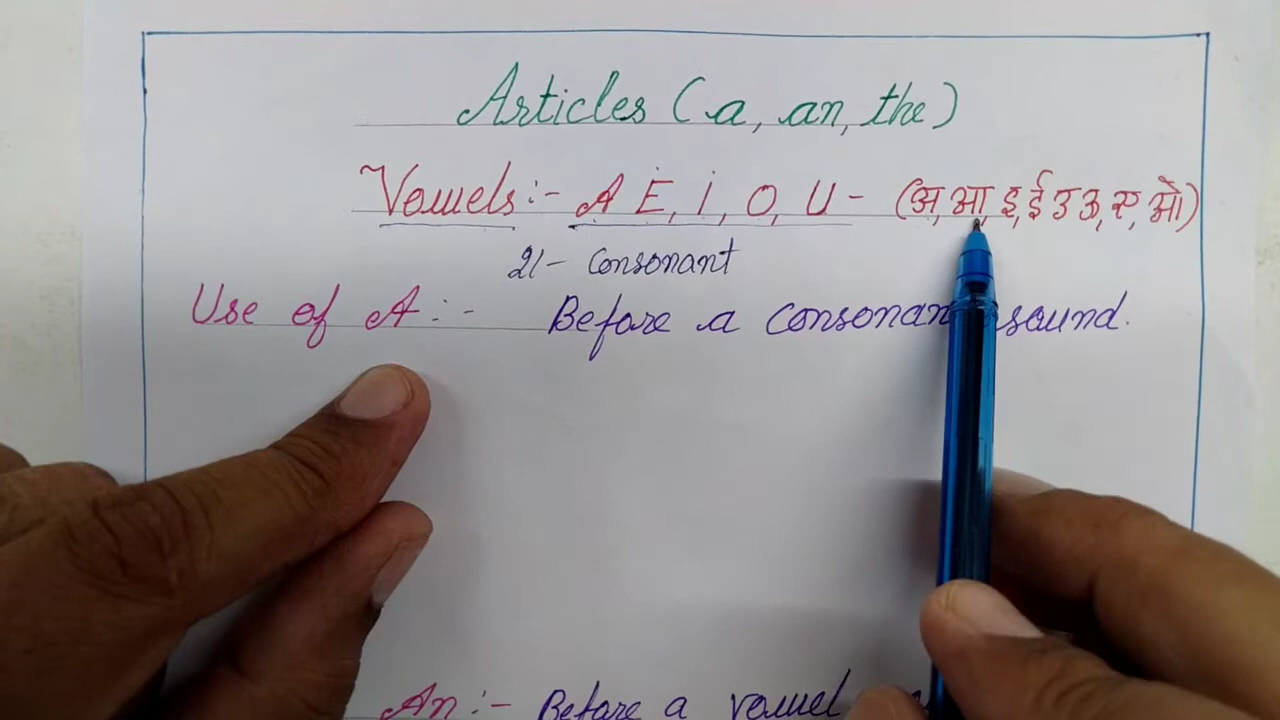 Articles (a, an, the)
Vowels :- A E, I, O, U - (अ, आ, इ, ई उ ऊ, ए, ओ)
21- Consonant
Use of A :- Before a consonant sound.
An :- Before a vowel